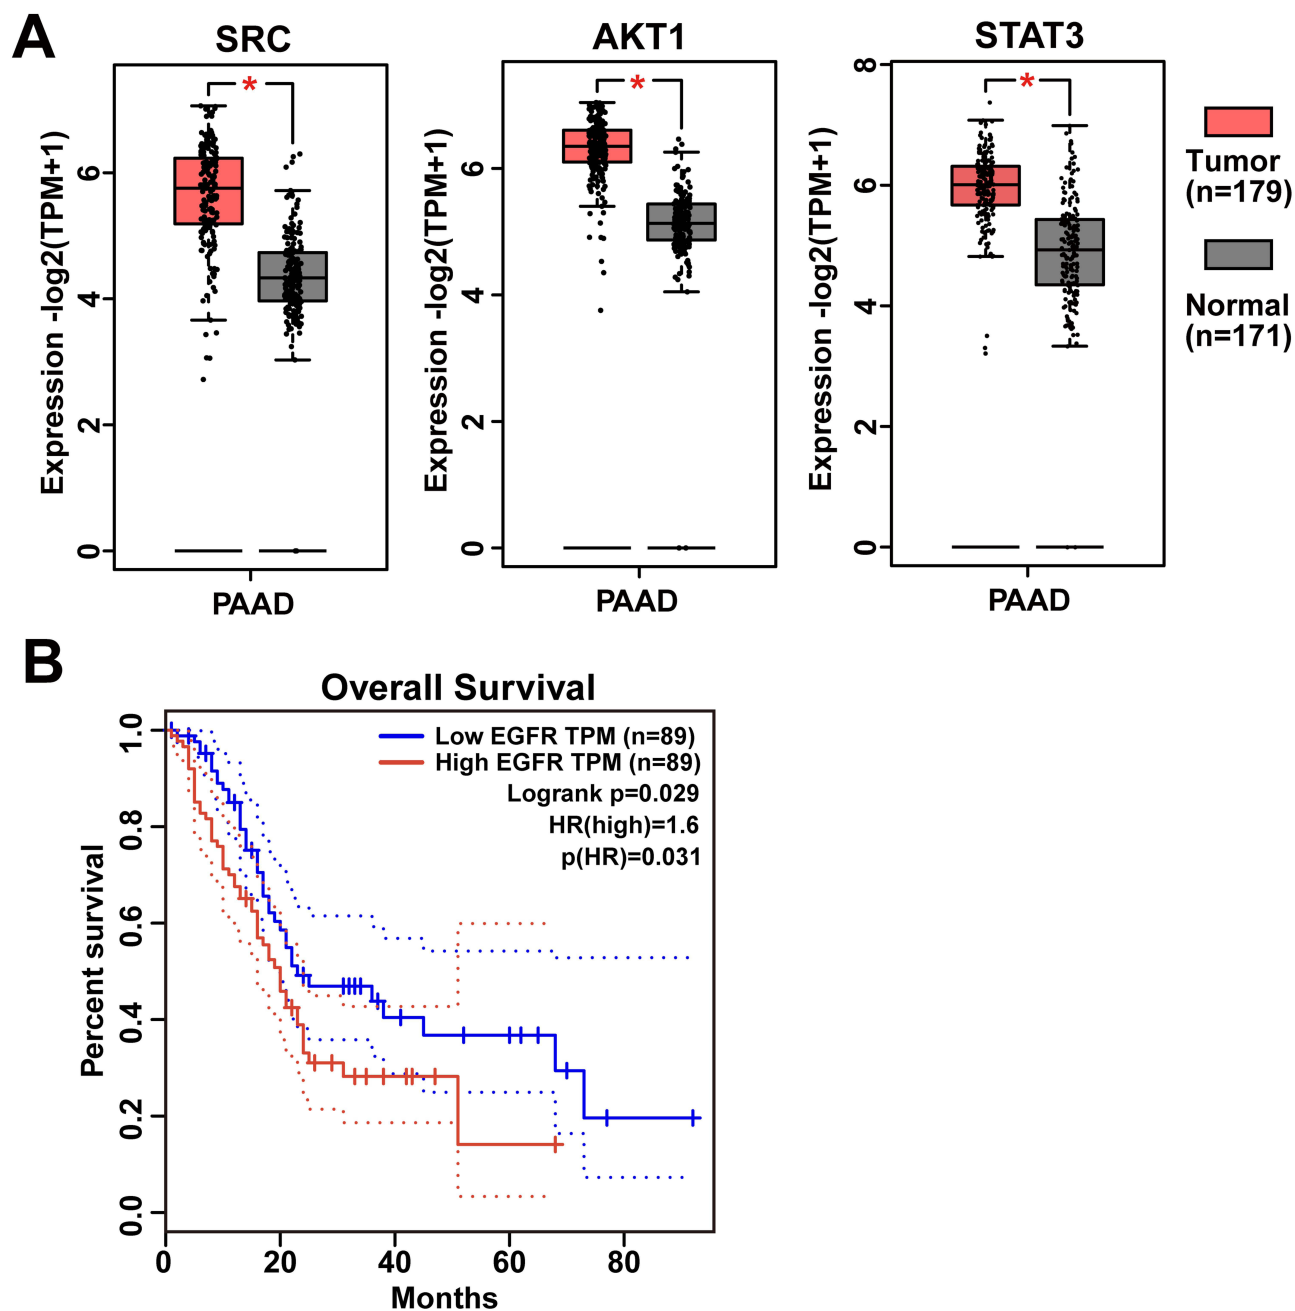 A
SRC
AKT1
STAT3
*
*
*
Expression -log2(TPM+1)
6
4
2
0
PAAD
Expression -log2(TPM+1)
6
4
2
0
PAAD
Expression -log2(TPM+1)
8
6
4
2
0
PAAD
Tumor
(n=179)
Normal
(n=171)
B
Overall Survival
Low EGFR TPM (n=89)
High EGFR TPM (n=89)
Logrank p=0.029
HR(high)=1.6
p(HR)=0.031
Percent survival
1.0
0.8
0.6
0.4
0.2
0.0
0 20 40 60 80
Months